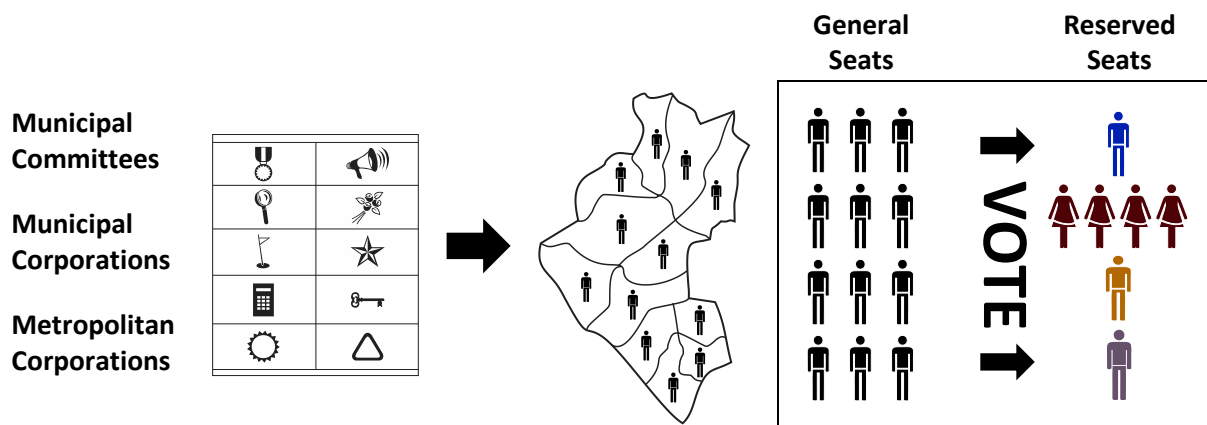 General
Seats
Reserved
Seats
Municipal
Committees
Municipal
Corporations
Metropolitan
Corporations
VOTE